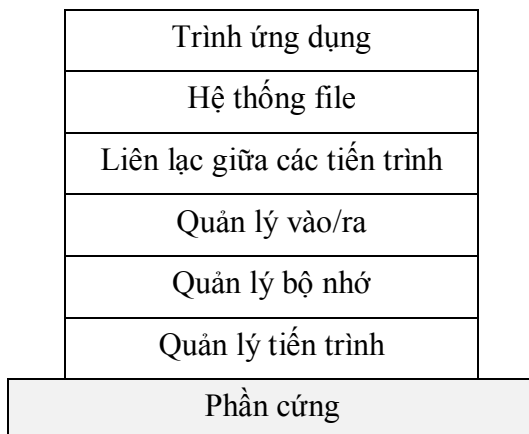 Trình ứng dụng
Hệ thống file
Liên lạc giữa các tiến trình
Quản lý vào/ra
Quản lý bộ nhớ
Quản lý tiến trình
Phần cứng